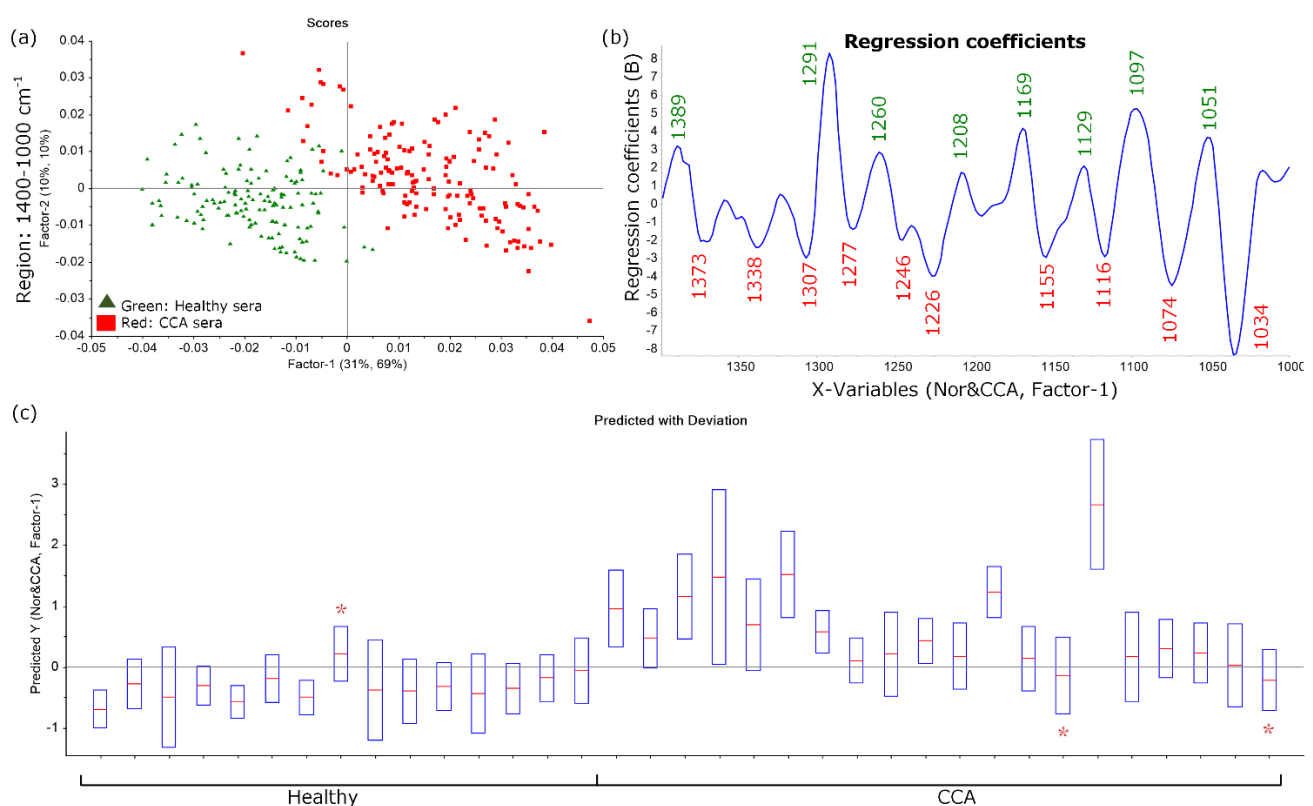 (a)
Scores
Region: 1400-1000 cm⁻¹
Factor-2 (10%, 10%)
0.04
0.03
0.02
0.01
0
-0.01
-0.02
-0.03
-0.04
Green: Healthy sera
Red: CCA sera
-0.05 -0.04 -0.03 -0.02 -0.01 0 0.01 0.02 0.03 0.04 0.05
Factor-1 (31%, 69%)
(b)
Regression coefficients
Regression coefficients (B)
8
7
6
5
4
3
2
1
0
-1
-2
-3
-4
-5
-6
-7
-8
1389 1291 1260 1208 1169 1129 1097 1051
1373 1338 1307 1277 1246 1226 1155 1116 1074 1034
1350 1300 1250 1200 1150 1100 1050 1000
X-Variables (Nor&CCA, Factor-1)
(c)
Predicted with Deviation
Predicted Y (Nor&CCA, Factor-1)
3
2
1
0
-1
*
*
*
Healthy CCA